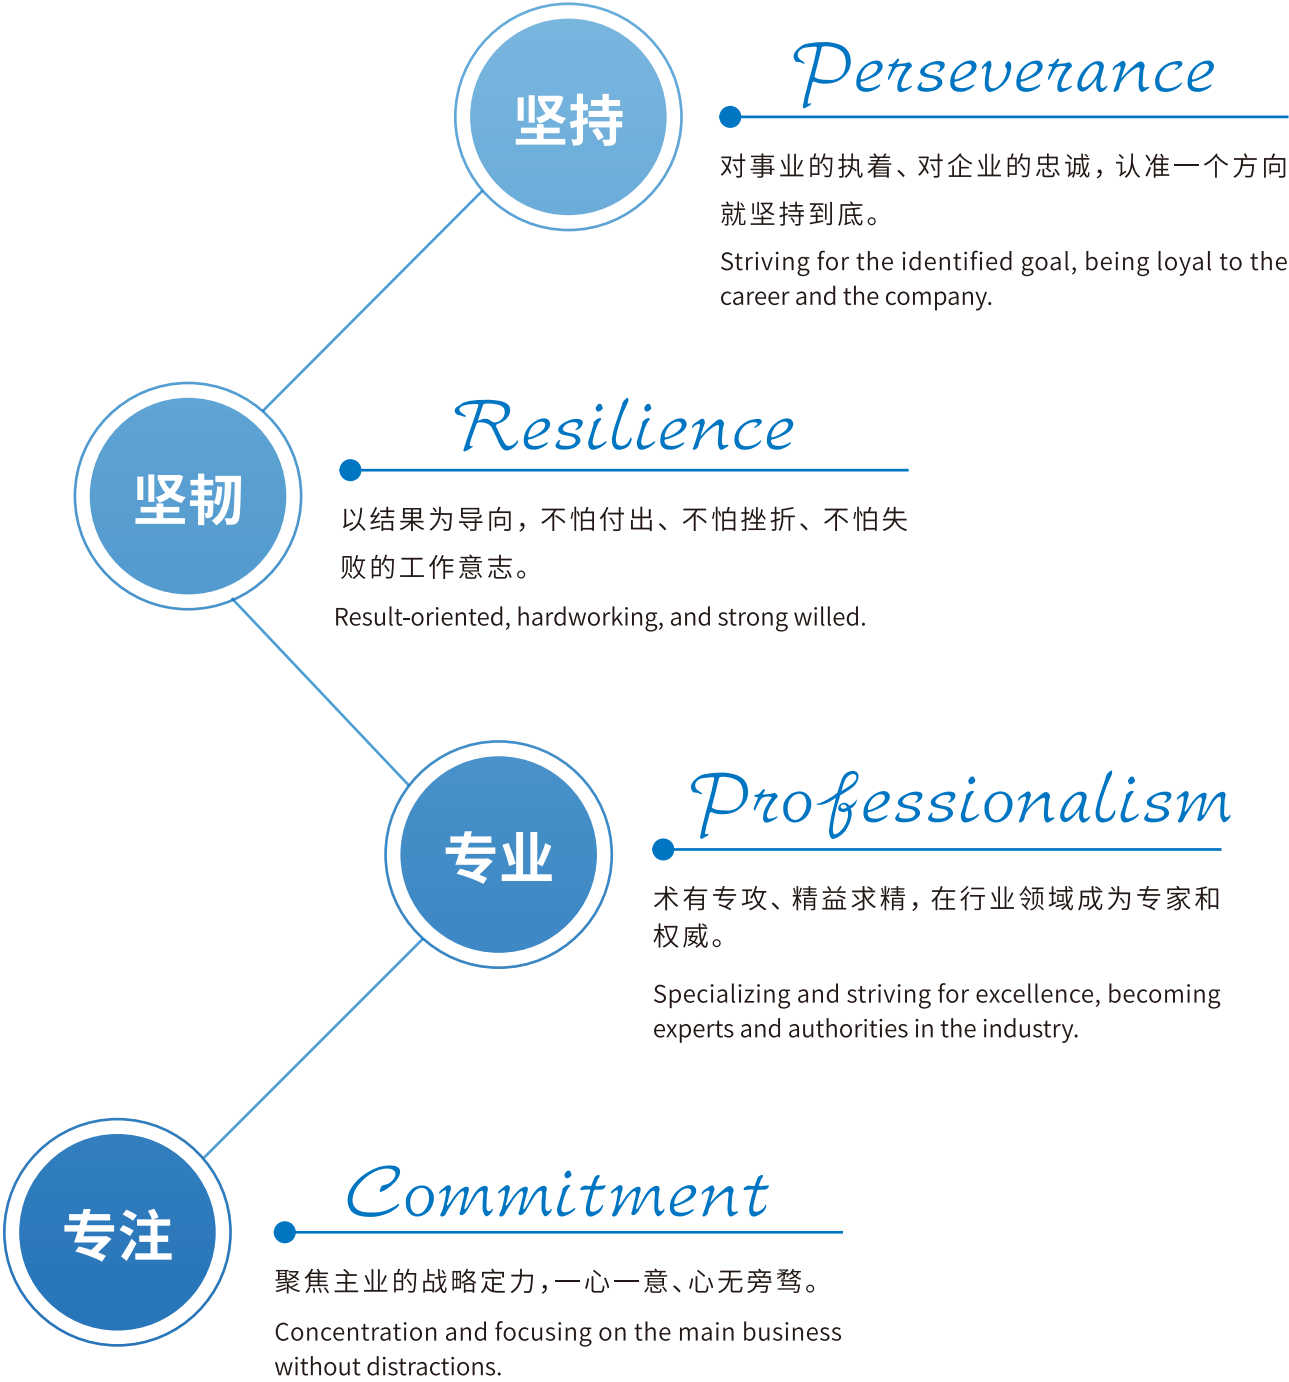 坚持
Perseverance
对事业的执着、对企业的忠诚，认准一个方向
就坚持到底。
Striving for the identified goal, being loyal to the
career and the company.
坚韧
Resilience
以结果为导向，不怕付出、不怕挫折、不怕失
败的工作意志。
Result-oriented, hardworking, and strong willed.
专业
Professionalism
术有专攻、精益求精，在行业领域成为专家和
权威。
Specializing and striving for excellence, becoming
experts and authorities in the industry.
专注
Commitment
聚焦主业的战略定力，一心一意、心无旁骛。
Concentration and focusing on the main business
without distractions.